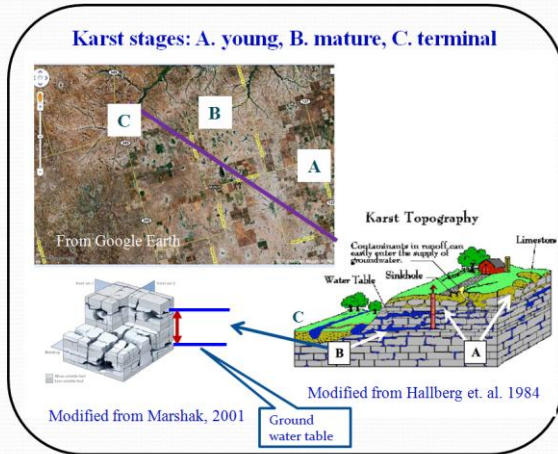 Karst stages: A. young, B. mature, C. terminal
C
B
A
From Google Earth
Karst Topography
Contaminants in runoff can
easily enter the supply of
groundwater.
Limestone
Sinkhole
Water Table
C
B
A
Modified from Hallberg et. al. 1984
Modified from Marshak, 2001
Ground
water table